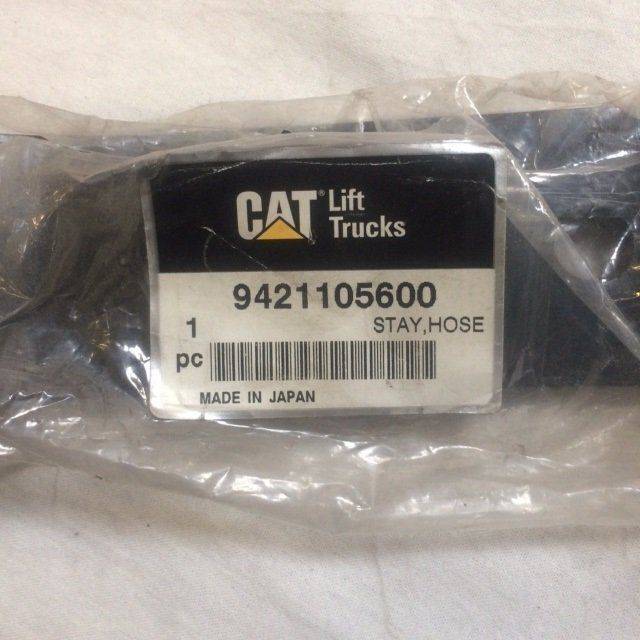 CAT® Lift
Trucks
9421105600
1 STAY,HOSE
pc
MADE IN JAPAN